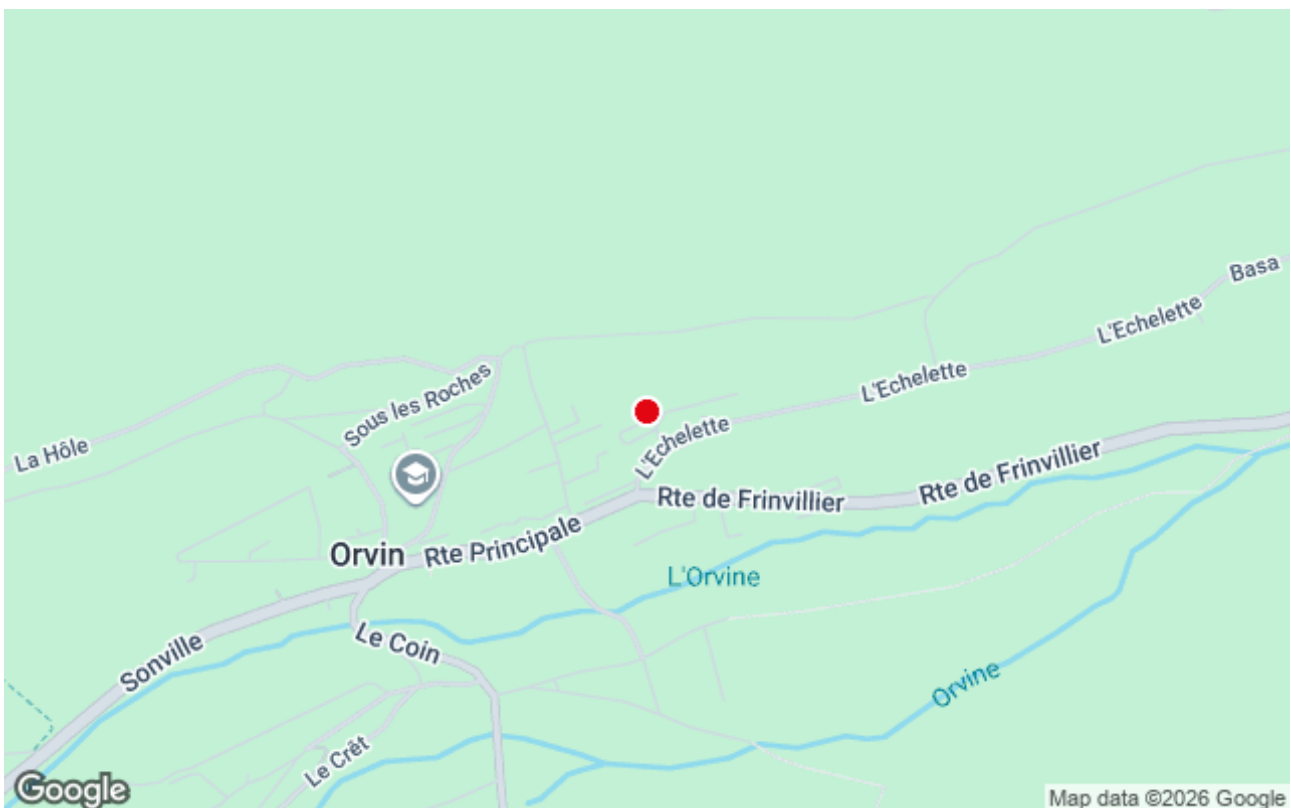 Basa
L'Echelette
L'Echelette
Sous les Roches
L'Echelette
La Hôle
Rte de Frinvillier
Rte de Frinvillier
Orvin
Rte Principale
L'Orvine
Le Coin
Sonville
Orvine
Le Crêt
Google
Map data ©2026 Google